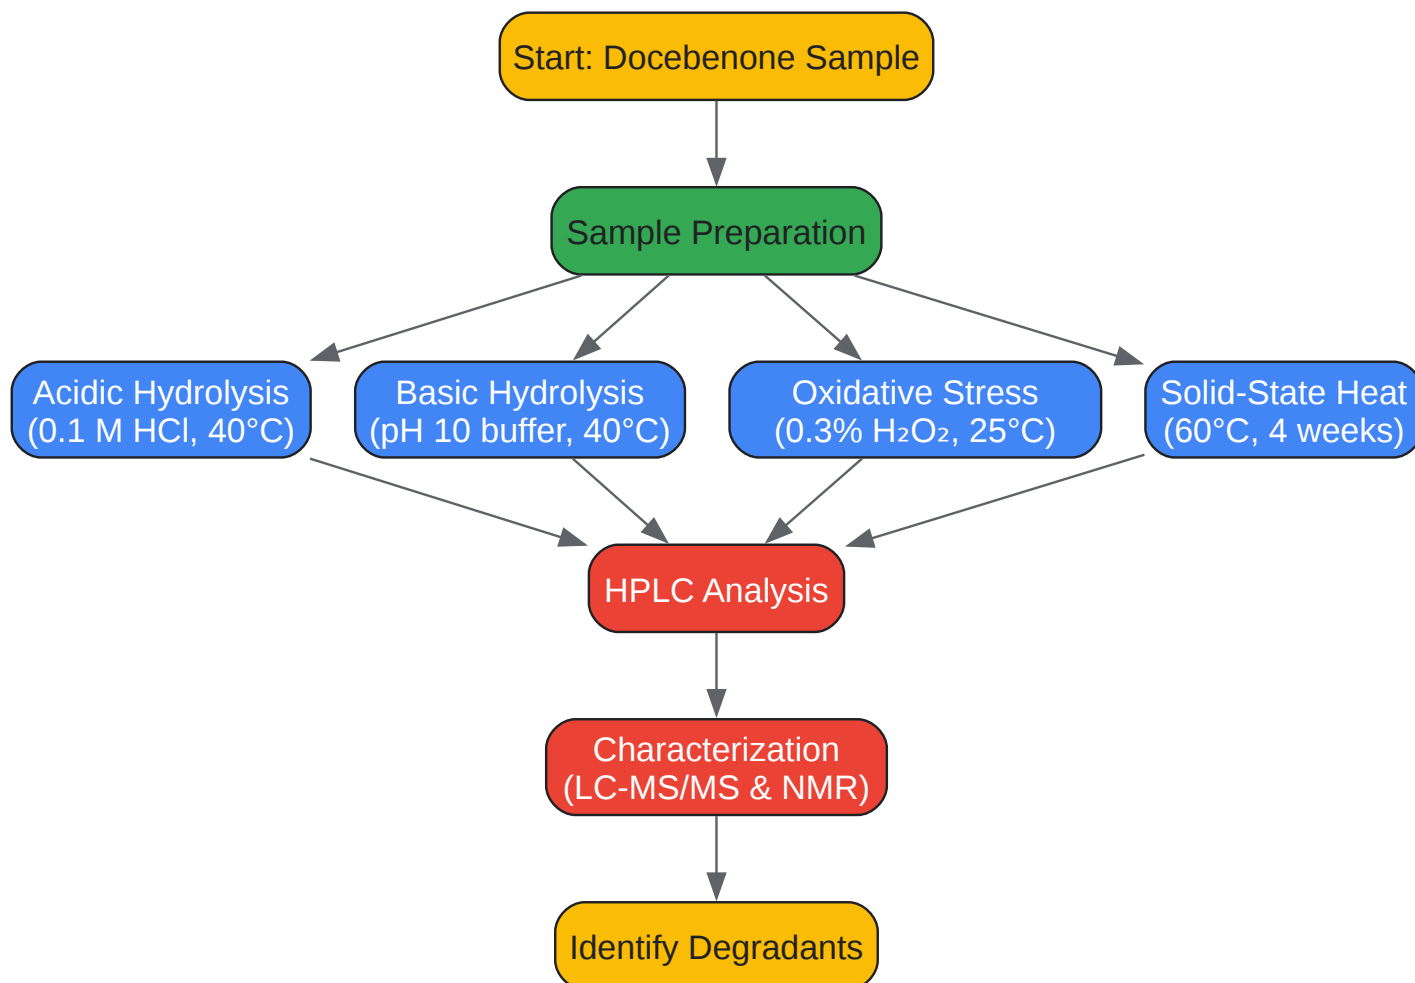 Start: Docebenone Sample
Sample Preparation
Acidic Hydrolysis
(0.1 M HCl, 40°C)
Basic Hydrolysis
(pH 10 buffer, 40°C)
Oxidative Stress
(0.3% H₂O₂, 25°C)
Solid-State Heat
(60°C, 4 weeks)
HPLC Analysis
Characterization
(LC-MS/MS & NMR)
Identify Degradants